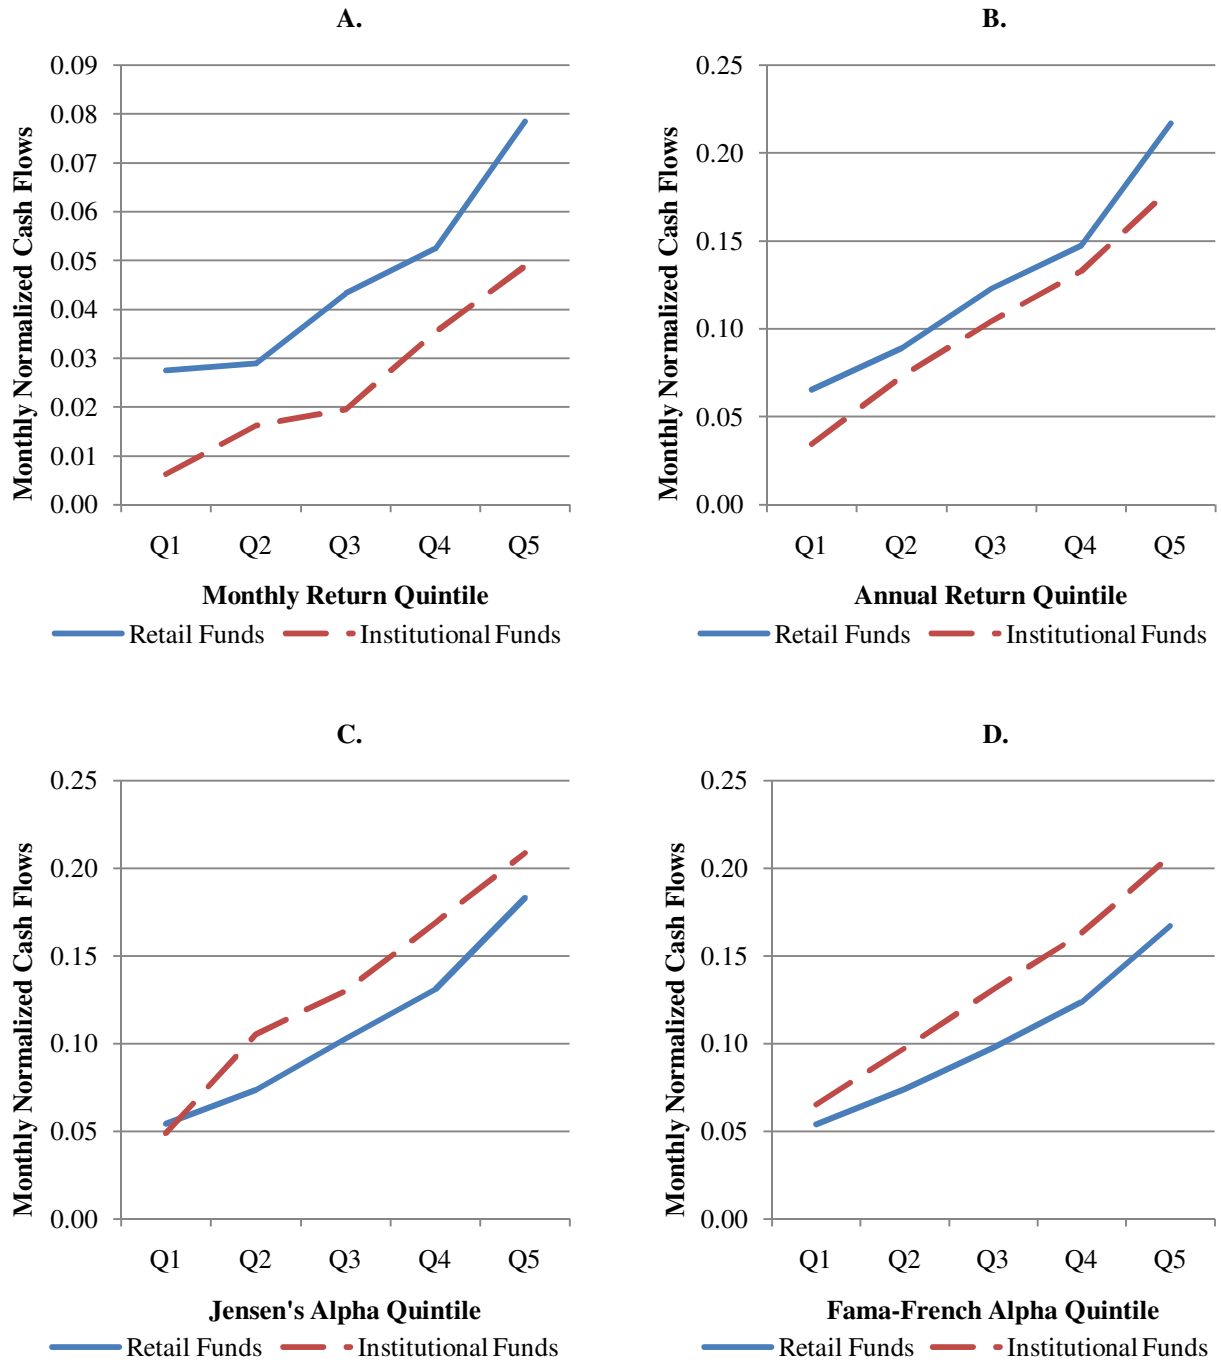 A.
Monthly Normalized Cash Flows
0.09
0.08
0.07
0.06
0.05
0.04
0.03
0.02
0.01
0.00
Q1 Q2 Q3 Q4 Q5
Monthly Return Quintile
Retail Funds Institutional Funds
B.
Monthly Normalized Cash Flows
0.25
0.20
0.15
0.10
0.05
0.00
Q1 Q2 Q3 Q4 Q5
Annual Return Quintile
Retail Funds Institutional Funds
C.
Monthly Normalized Cash Flows
0.25
0.20
0.15
0.10
0.05
0.00
Q1 Q2 Q3 Q4 Q5
Jensen's Alpha Quintile
Retail Funds Institutional Funds
D.
Monthly Normalized Cash Flows
0.25
0.20
0.15
0.10
0.05
0.00
Q1 Q2 Q3 Q4 Q5
Fama-French Alpha Quintile
Retail Funds Institutional Funds